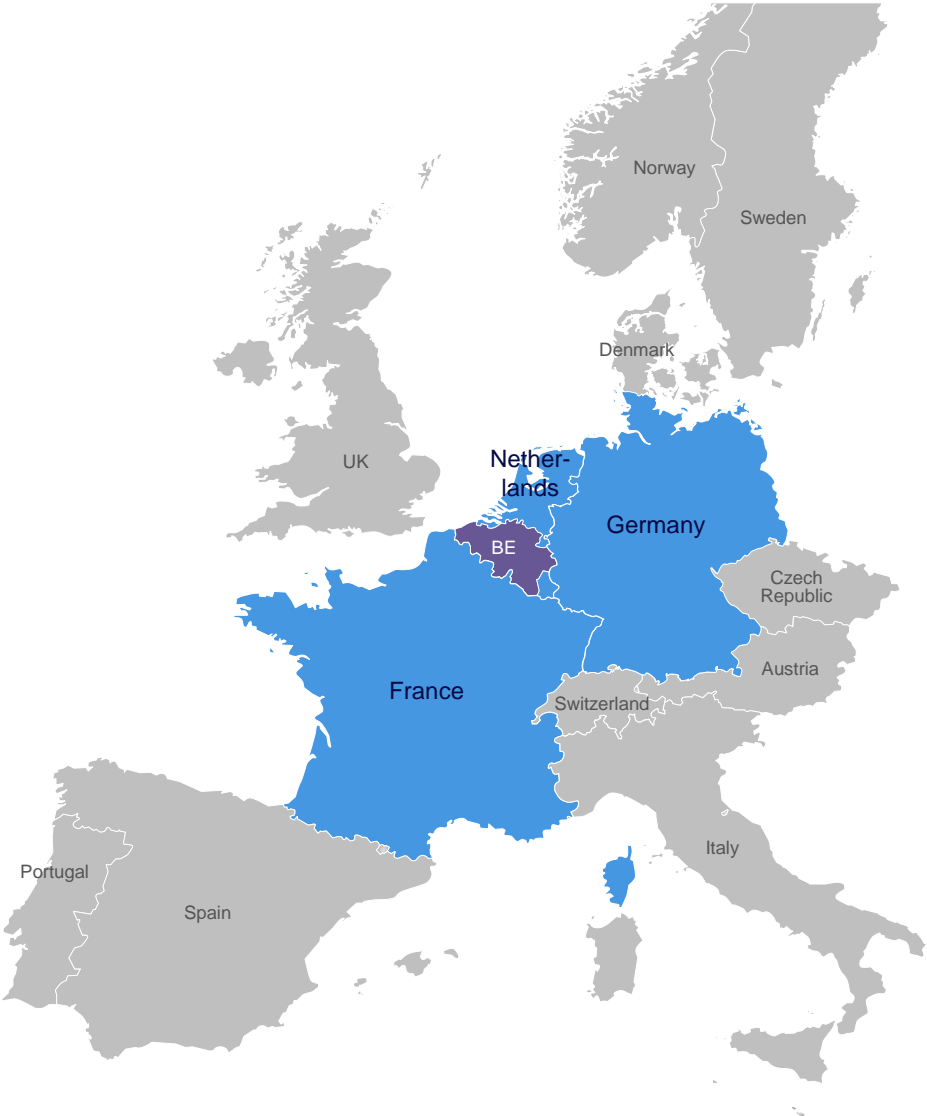 Norway
Sweden
Denmark
UK
Nether-
lands
Germany
BE
Czech
Republic
Austria
France
Switzerland
Italy
Portugal
Spain